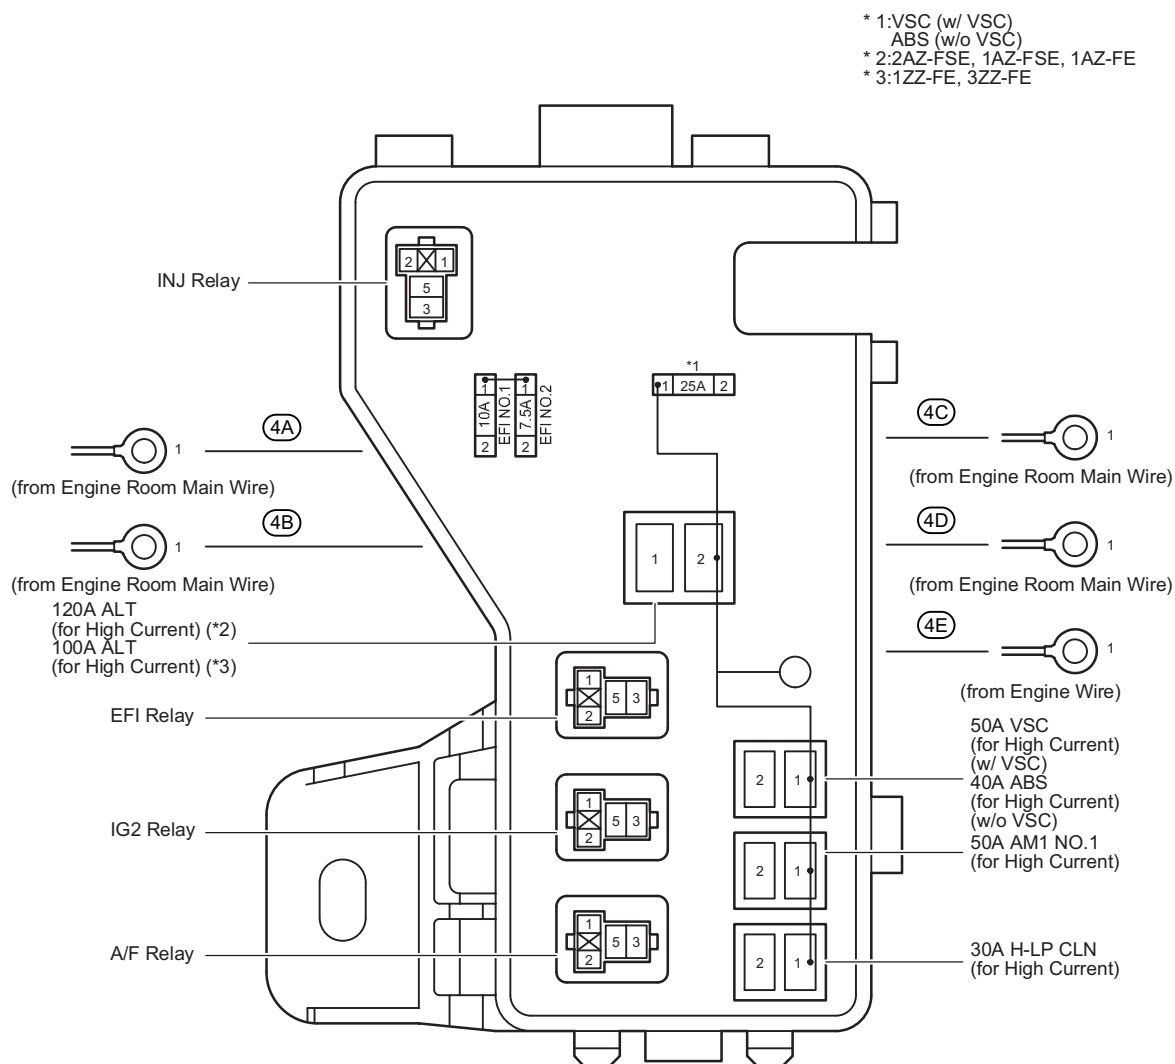 * 1:VSC (w/ VSC)
ABS (w/o VSC)
* 2:2AZ-FSE, 1AZ-FSE, 1AZ-FE
* 3:1ZZ-FE, 3ZZ-FE
INJ Relay
2 1
5
3
*1
1 25A 2
1 10A 2
EFI NO.1
1 7.5A 2
EFI NO.2
4A
1
(from Engine Room Main Wire)
4C
1
(from Engine Room Main Wire)
4B
1
(from Engine Room Main Wire)
4D
1
(from Engine Room Main Wire)
1 2
120A ALT
(for High Current) (*2)
100A ALT
(for High Current) (*3)
4E
1
(from Engine Wire)
EFI Relay
1
5 3
2
50A VSC
(for High Current)
(w/ VSC)
40A ABS
(for High Current)
(w/o VSC)
2 1
IG2 Relay
1
5 3
2
50A AM1 NO.1
(for High Current)
2 1
A/F Relay
1
5 3
2
30A H-LP CLN
(for High Current)
2 1